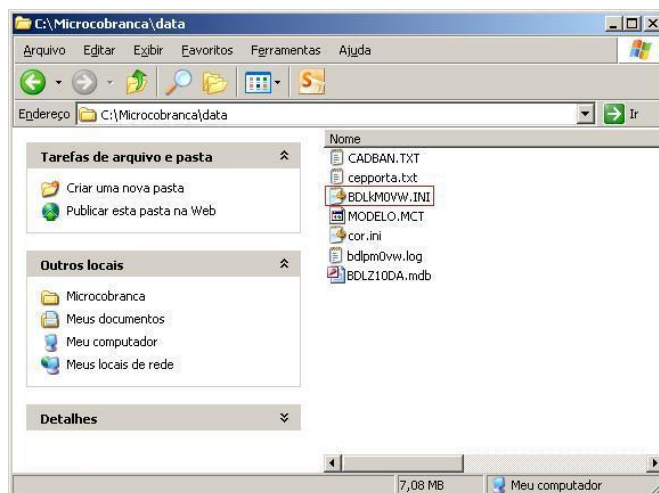 C:\Microcobranca\data
Arquivo Editar Exibir Favoritos Ferramentas Ajuda
Endereço C:\Microcobranca\data Ir
Tarefas de arquivo e pasta
Criar uma nova pasta
Publicar esta pasta na Web
Outros locais
Microcobranca
Meus documentos
Meu computador
Meus locais de rede
Detalhes
Nome
CADBAN.TXT
cepporta.txt
BDLkM0VW.INI
MODELO.MCT
cor.ini
bdlpm0vw.log
BDLZ10DA.mdb
7,08 MB Meu computador